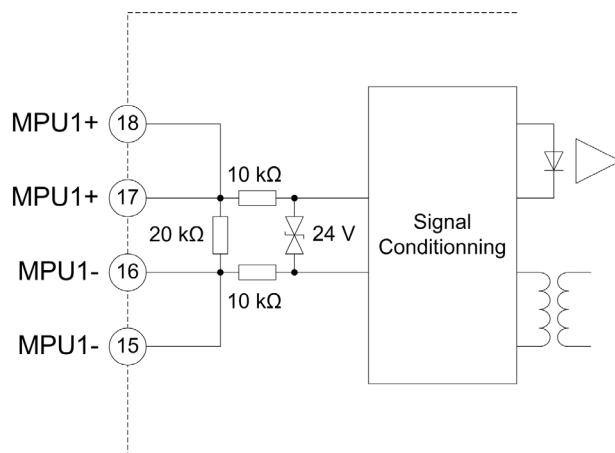 MPU1+ 18
10 kΩ
MPU1+ 17
20 kΩ
24 V
Signal
Conditionning
MPU1- 16
10 kΩ
MPU1- 15